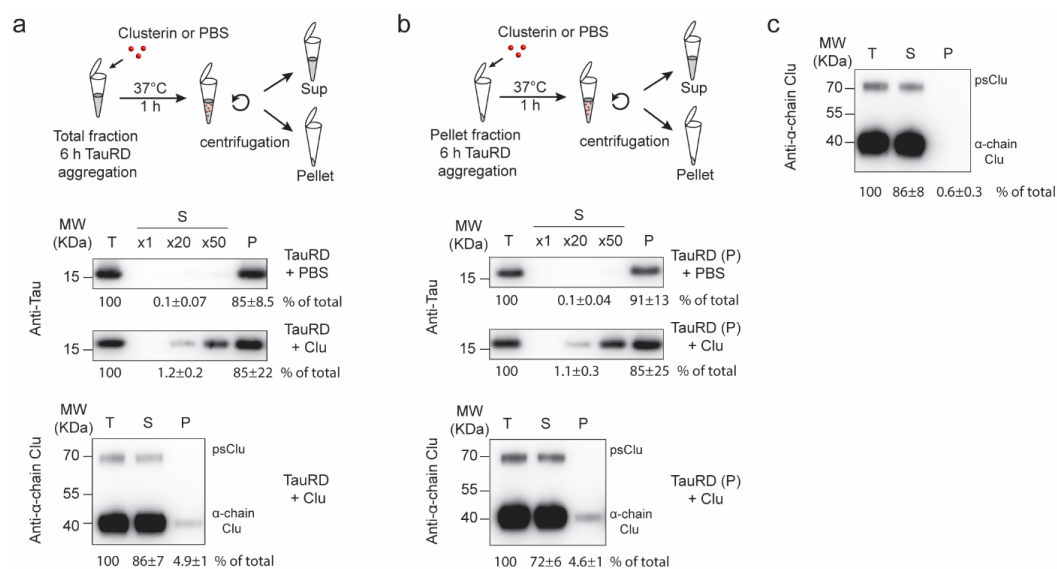 a
Clusterin or PBS
37°C
1 h
Sup
Total fraction
6 h TauRD
aggregation
centrifugation
Pellet
MW
(KDa)
S
T
x1
x20
x50
P
Anti-Tau
15
TauRD
+ PBS
100
0.1±0.07
85±8.5
% of total
15
TauRD
+ Clu
100
1.2±0.2
85±22
% of total
MW
(KDa)
T
S
P
Anti-α-chain Clu
70
55
40
psClu
α-chain
Clu
TauRD
+ Clu
100
86±7
4.9±1
% of total
b
Clusterin or PBS
37°C
1 h
Sup
Pellet fraction
6 h TauRD
aggregation
centrifugation
Pellet
MW
(KDa)
S
T
x1
x20
x50
P
Anti-Tau
15
TauRD (P)
+ PBS
100
0.1±0.04
91±13
% of total
15
TauRD (P)
+ Clu
100
1.1±0.3
85±25
% of total
MW
(KDa)
T
S
P
Anti-α-chain Clu
70
55
40
psClu
α-chain
Clu
TauRD (P)
+ Clu
100
72±6
4.6±1
% of total
c
MW
(KDa)
T
S
P
Anti-α-chain Clu
70
55
40
psClu
α-chain
Clu
100
86±8
0.6±0.3
% of total